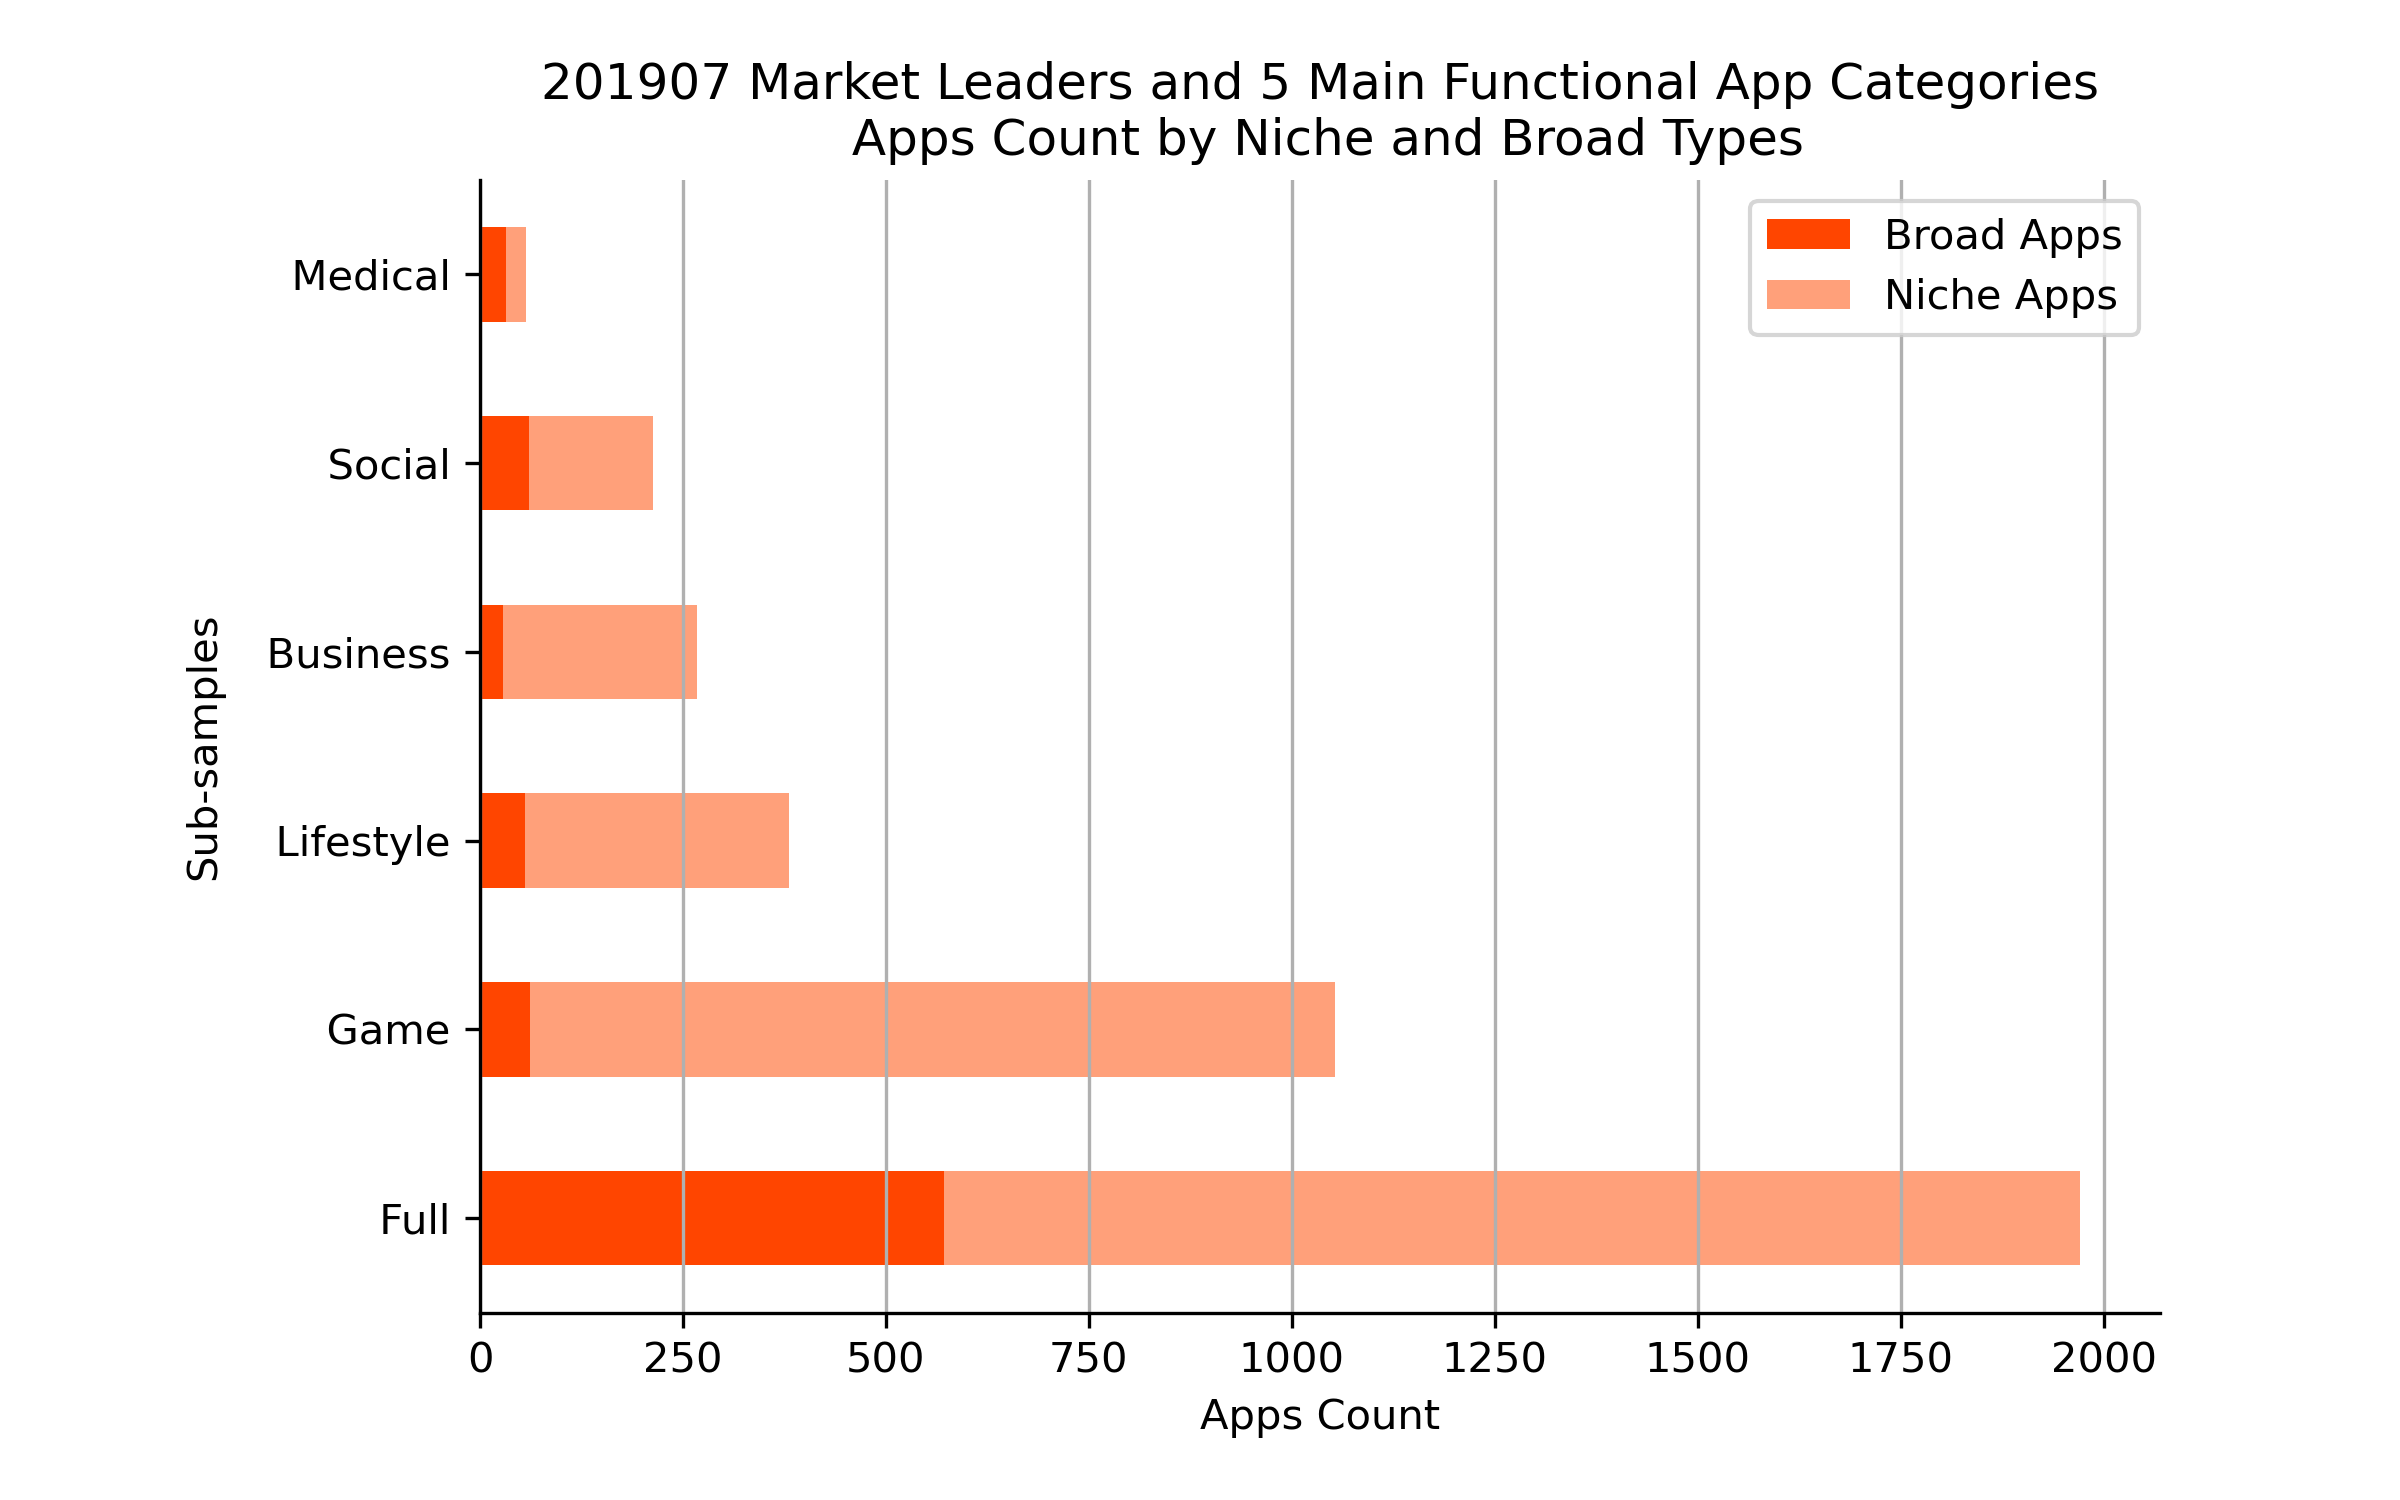 201907 Market Leaders and 5 Main Functional App Categories
Apps Count by Niche and Broad Types
Broad Apps
Niche Apps
Sub-samples
Medical
Social
Business
Lifestyle
Game
Full
0 250 500 750 1000 1250 1500 1750 2000
Apps Count